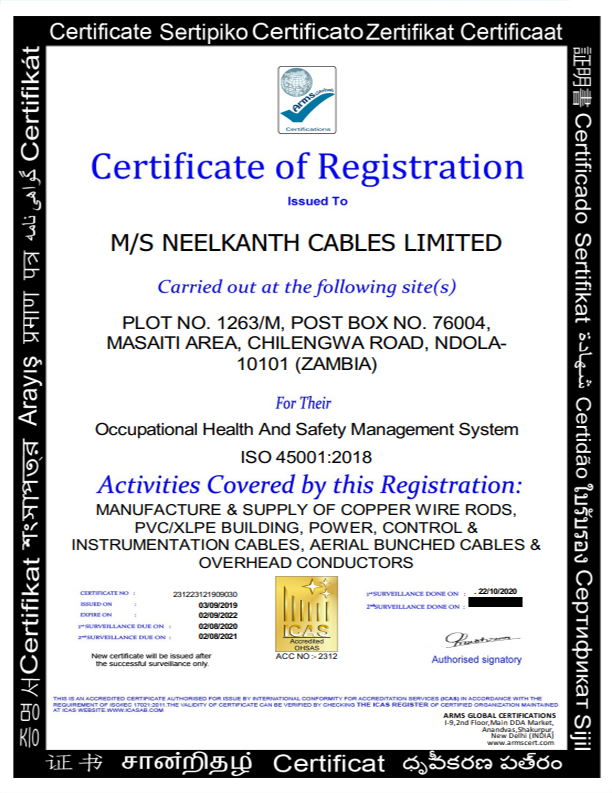 Certificate Sertipiko Certificato Zertifikat Certificaat
Arms global
Certifications
Certificate of Registration
Issued To
M/S NEELKANTH CABLES LIMITED
Carried out at the following site(s)
PLOT NO. 1263/M, POST BOX NO. 76004,
MASAITI AREA, CHILENGWA ROAD, NDOLA-
10101 (ZAMBIA)
For Their
Occupational Health And Safety Management System
ISO 45001:2018
Activities Covered by this Registration:
MANUFACTURE & SUPPLY OF COPPER WIRE RODS,
PVC/XLPE BUILDING, POWER, CONTROL &
INSTRUMENTATION CABLES, AERIAL BUNCHED CABLES &
OVERHEAD CONDUCTORS
CERTIFICATE NO : 231223121909030
ISSUED ON : 03/09/2019
EXPIRE ON : 02/09/2022
1st SURVEILLANCE DUE ON : 02/08/2020
2nd SURVEILLANCE DUE ON : 02/08/2021
New certificate will be issued after
the successful surveillance only.
ICAS
Accredited
OHSAS
ACC NO :- 2312
1st SURVEILLANCE DONE ON : - 22/10/2020
2nd SURVEILLANCE DONE ON :
Authorised signatory
THIS IS AN ACCREDITED CERTIFICATE AUTHORISED FOR ISSUE BY INTERNATIONAL CONFORMITY FOR ACCREDITATION SERVICES (ICAS) IN ACCORDANCE WITH THE
REQUIREMENT OF ISO/IEC 17021:2011.THE VALIDITY OF CERTIFICATE CAN BE VERIFIED BY CHECKING THE ICAS REGISTER OF CERTIFIED ORGANIZATION MAINTAINED
AT ICAS WEBSITE WWW.ICASAB.COM
ARMS GLOBAL CERTIFICATIONS
I-9,2nd Floor,Main DDA Market,
Anandvas,Shakurpur,
New Delhi (INDIA)
www.armscert.com
지명서 Certifikat Arayış प्रमाण पत्र گواهی نامه Certifikát
証明書 Certificado Sertifikat شهادة Certidão ใบรับรอง Сертификат Sijil
证书 சான்றிதழ் Certificat ధృవీకరణ పత్రం